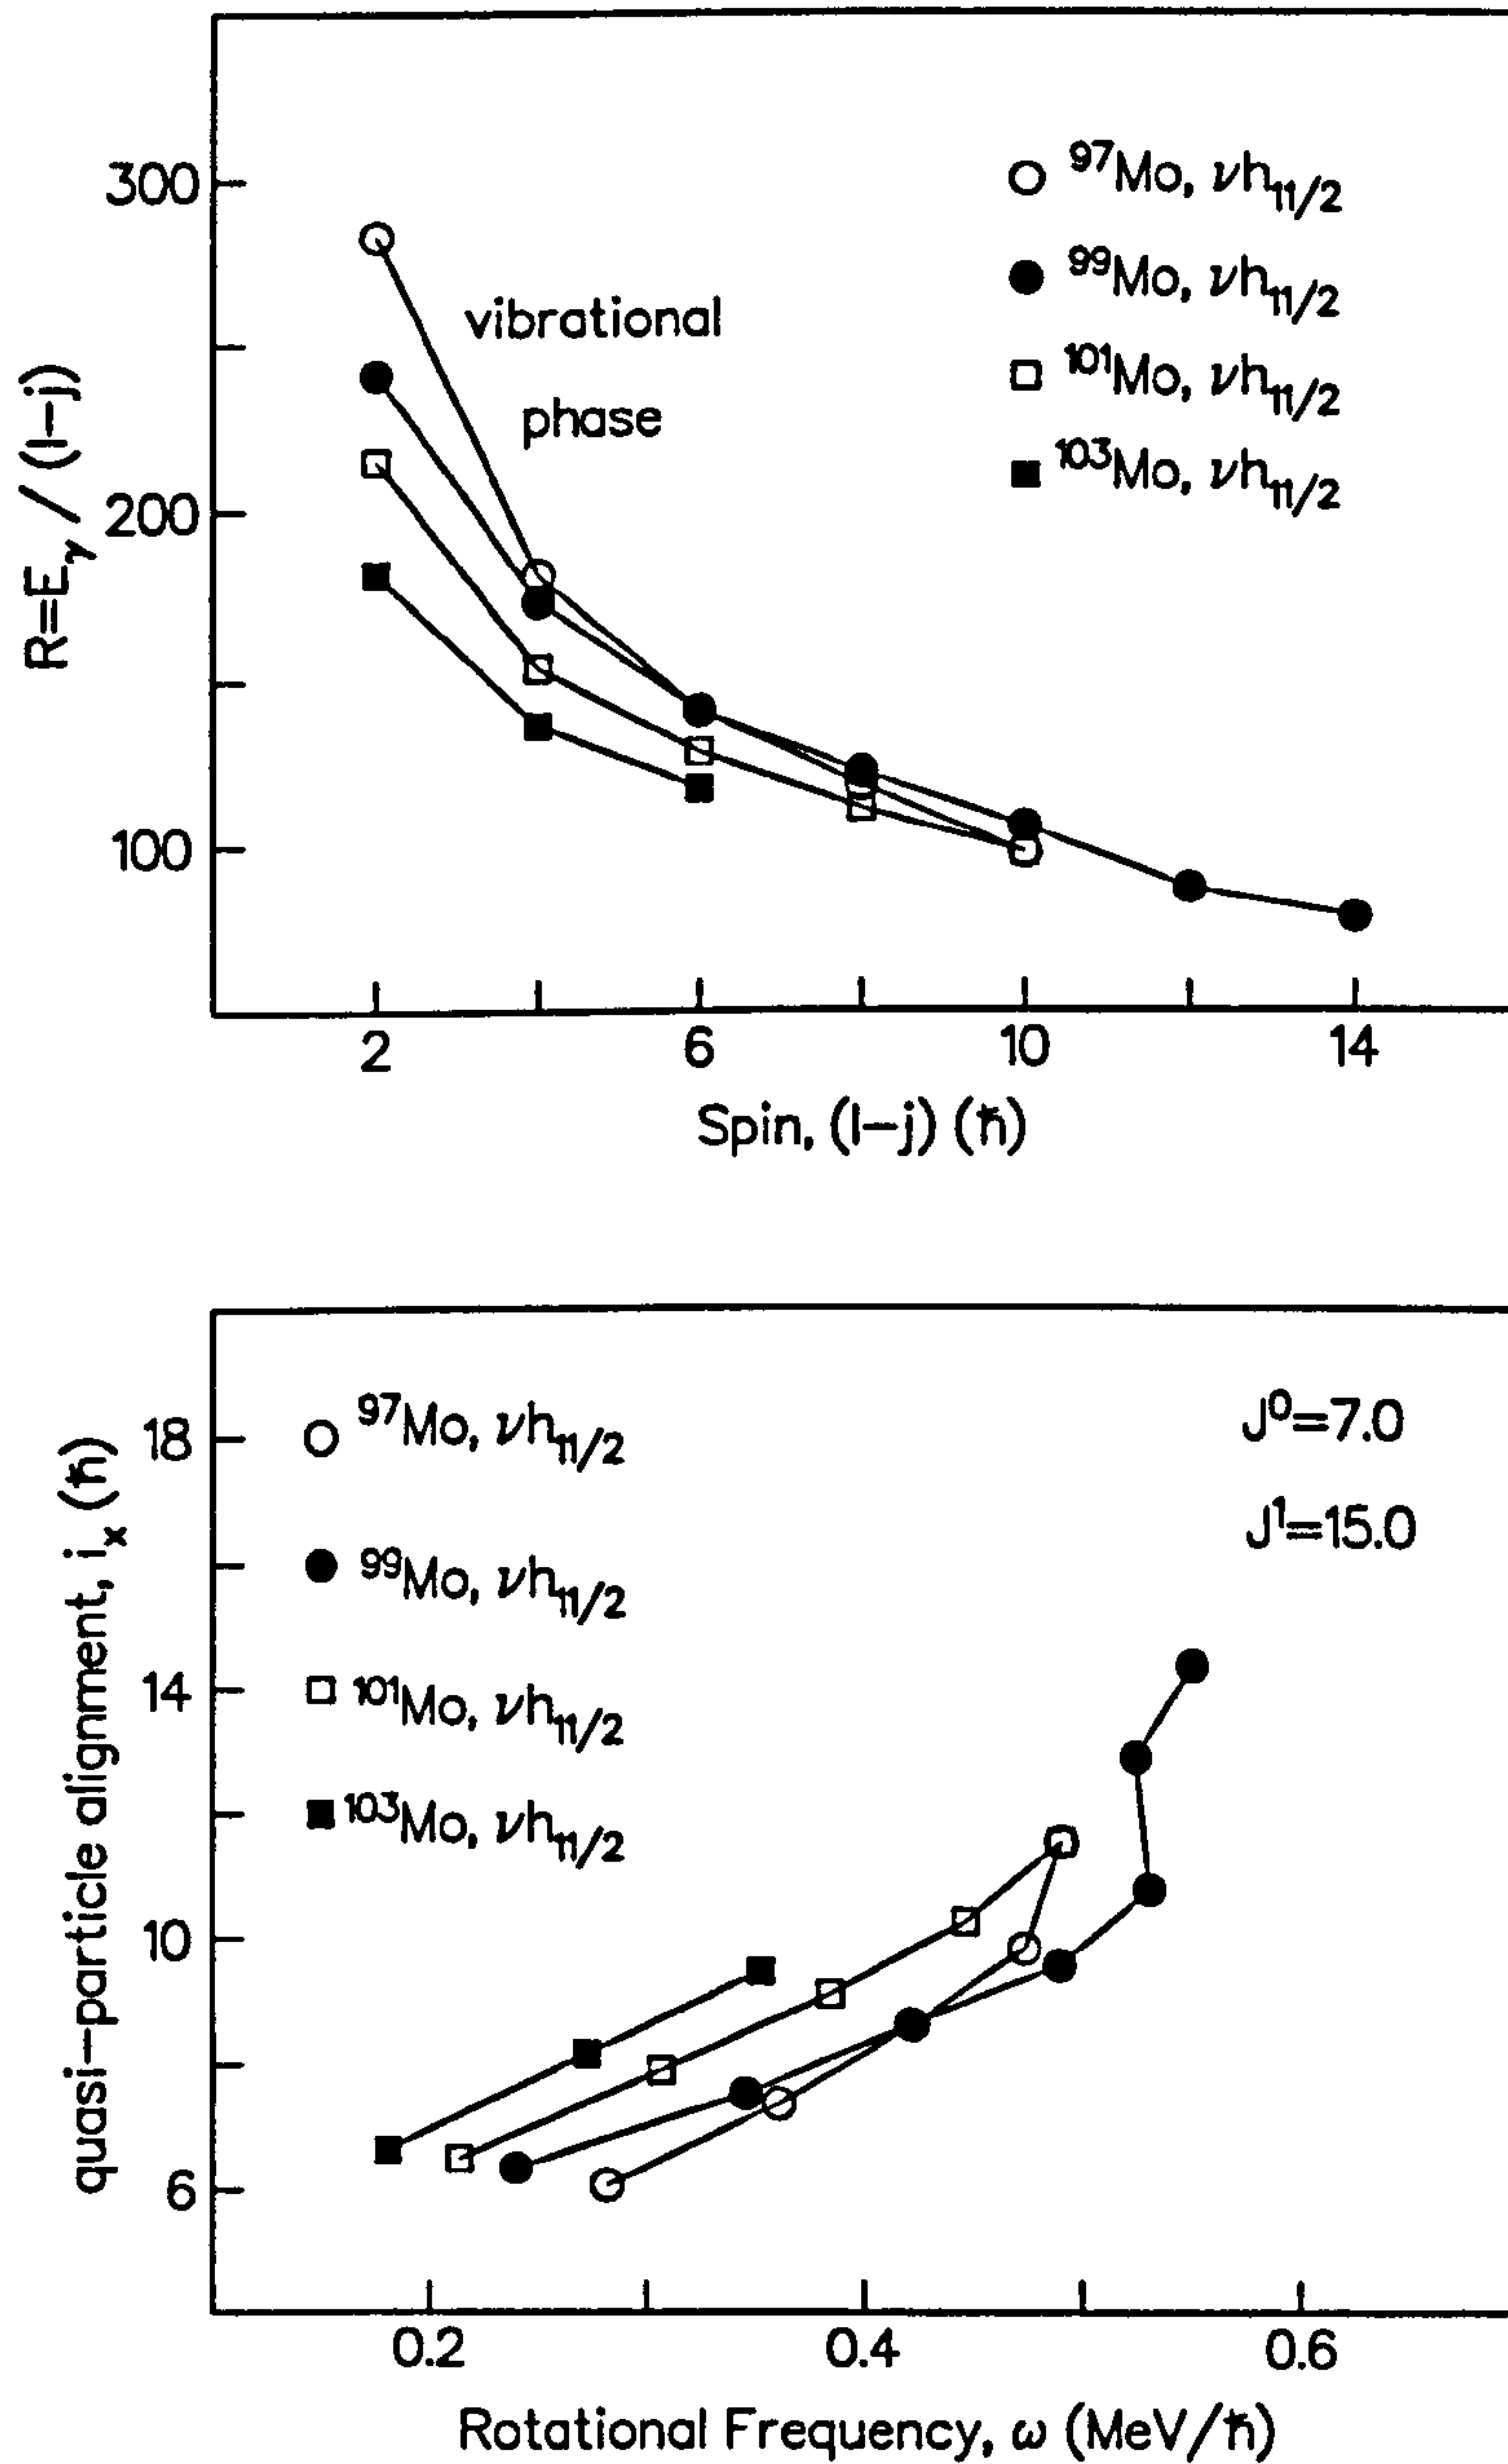 300
200
100
R=E_γ / (I−j)
vibrational
phase
○ ⁹⁷Mo, νh₁₁/₂
● ⁹⁹Mo, νh₁₁/₂
□ ¹⁰¹Mo, νh₁₁/₂
■ ¹⁰³Mo, νh₁₁/₂
2 6 10 14
Spin, (I−j) (ħ)
18
14
10
6
quasi−particle alignment, iₓ (ħ)
○ ⁹⁷Mo, νh₁₁/₂
● ⁹⁹Mo, νh₁₁/₂
□ ¹⁰¹Mo, νh₁₁/₂
■ ¹⁰³Mo, νh₁₁/₂
J⁰=7.0
J¹=15.0
0.2 0.4 0.6
Rotational Frequency, ω (MeV/ħ)